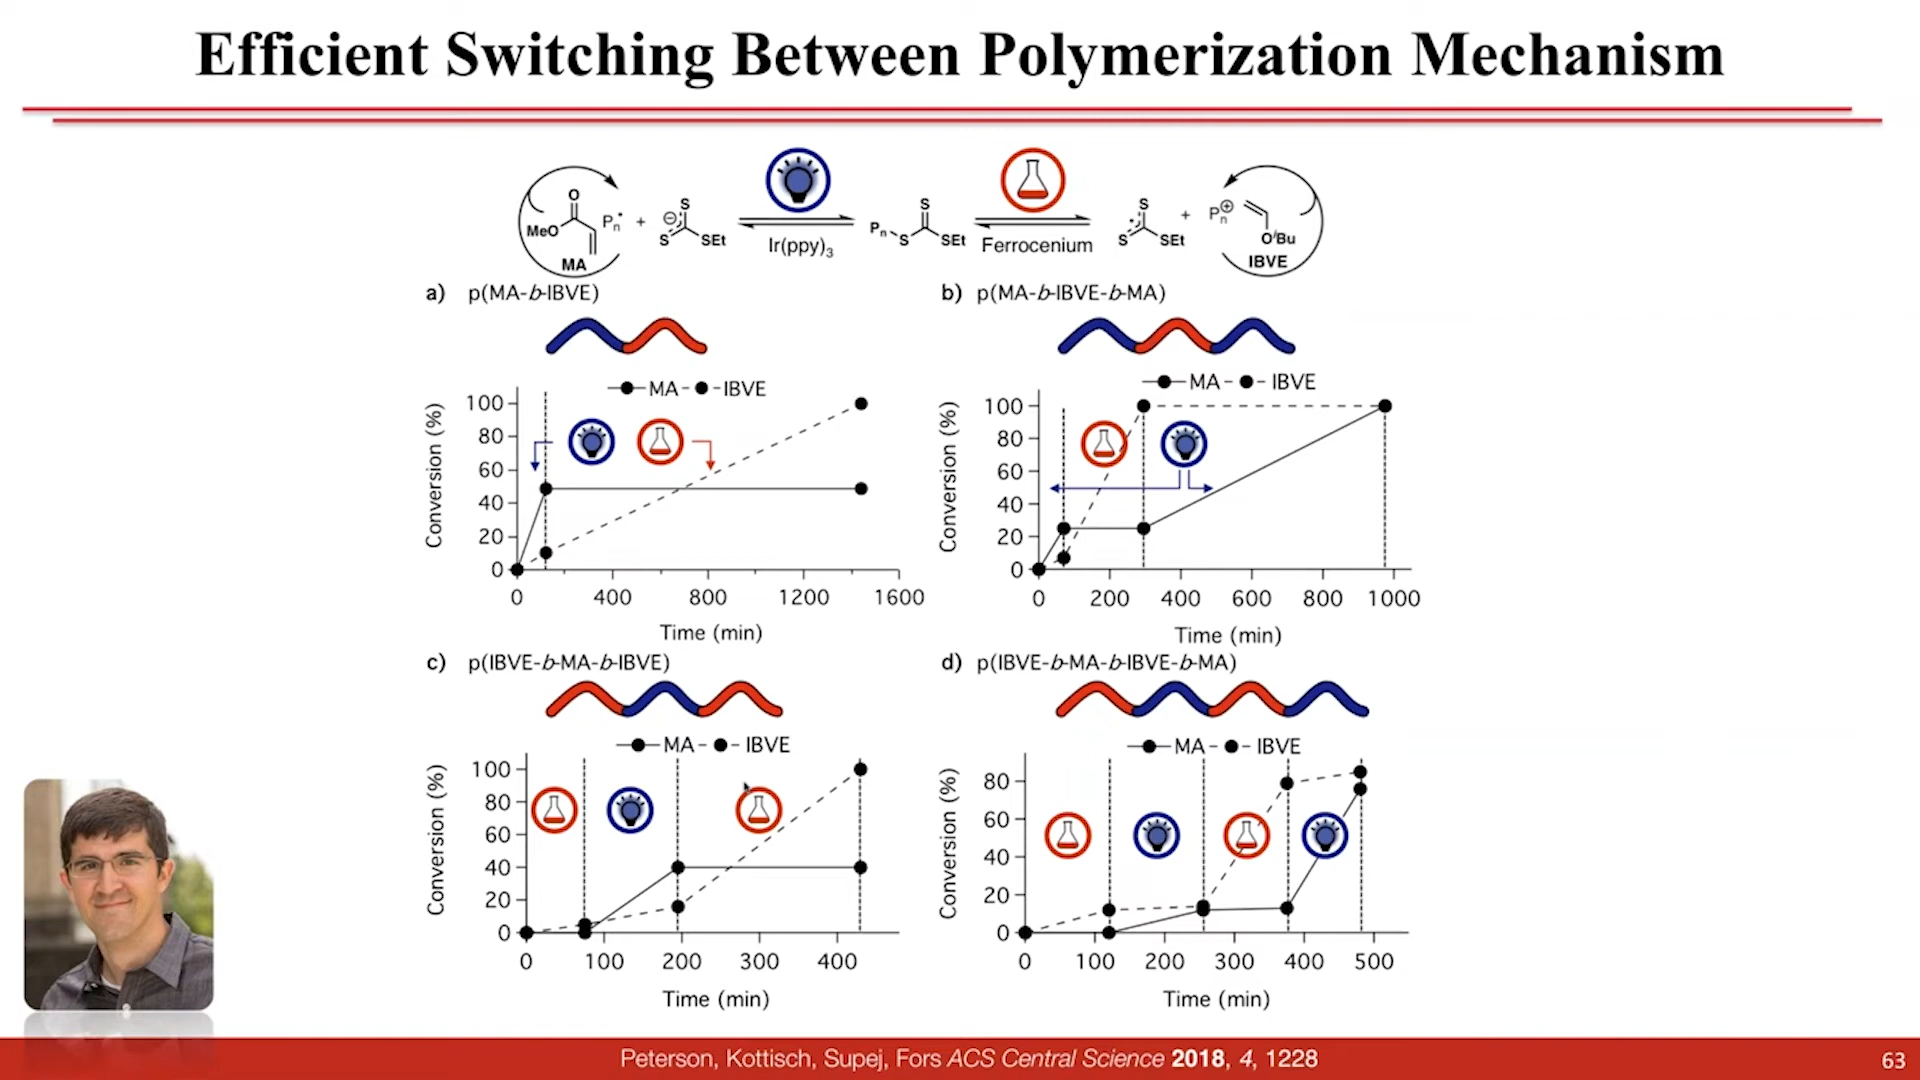 Efficient Switching Between Polymerization Mechanism
O
MeO
MA
Pn• + ⊖
S
S
SEt
Ir(ppy)3
Pn
S
S
SEt
Ferrocenium
S
S
SEt
+
Pn⊕
OiBu
IBVE
a) p(MA-b-IBVE)
MA IBVE
Conversion (%)
100
80
60
40
20
0
0 400 800 1200 1600
Time (min)
b) p(MA-b-IBVE-b-MA)
MA IBVE
Conversion (%)
100
80
60
40
20
0
0 200 400 600 800 1000
Time (min)
c) p(IBVE-b-MA-b-IBVE)
MA IBVE
Conversion (%)
100
80
60
40
20
0
0 100 200 300 400
Time (min)
d) p(IBVE-b-MA-b-IBVE-b-MA)
MA IBVE
Conversion (%)
80
60
40
20
0
0 100 200 300 400 500
Time (min)
Peterson, Kottisch, Supej, Fors ACS Central Science 2018, 4, 1228
63